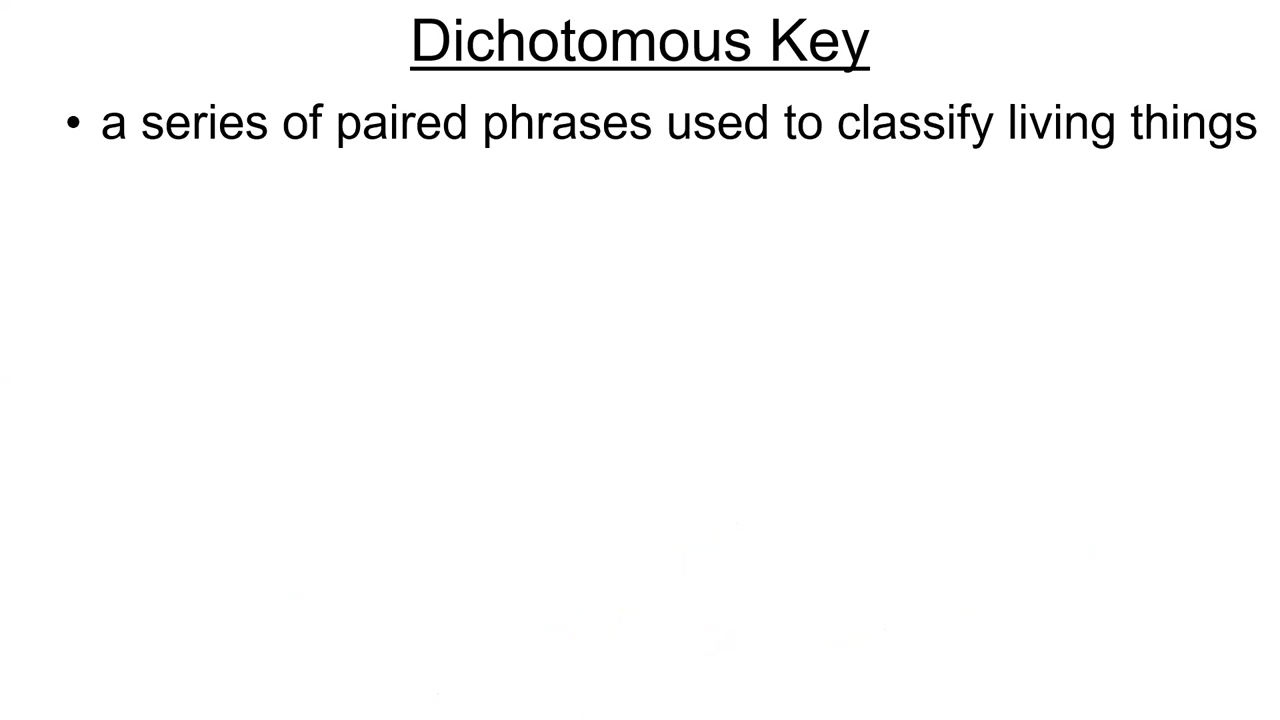 Dichotomous Key
• a series of paired phrases used to classify living things